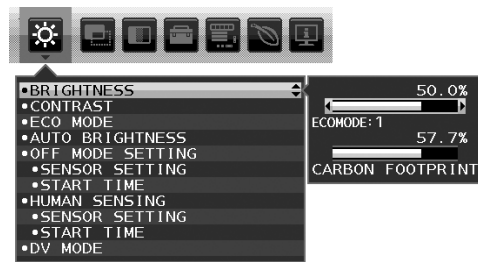 •BRIGHTNESS
•CONTRAST
•ECO MODE
•AUTO BRIGHTNESS
•OFF MODE SETTING
•SENSOR SETTING
•START TIME
•HUMAN SENSING
•SENSOR SETTING
•START TIME
•DV MODE
50.0%
ECOMODE:1
57.7%
CARBON FOOTPRINT